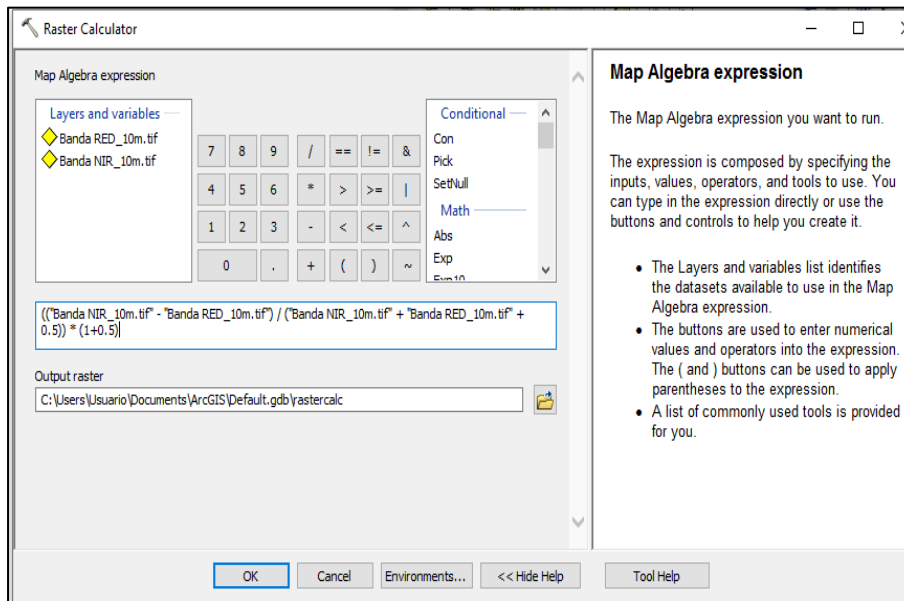 Raster Calculator
Map Algebra expression
Layers and variables
Banda RED_10m.tif
Banda NIR_10m.tif
7 8 9 / == != &
4 5 6 * > >= |
1 2 3 - < <= ^
0 . + ( ) ~
Conditional
Con
Pick
SetNull
Math
Abs
Exp
Exp10
(("Banda NIR_10m.tif" - "Banda RED_10m.tif") / ("Banda NIR_10m.tif" + "Banda RED_10m.tif" +
0.5)) * (1+0.5)
Output raster
C:\Users\Usuario\Documents\ArcGIS\Default.gdb\rastercalc
OK Cancel Environments... << Hide Help Tool Help
Map Algebra expression
The Map Algebra expression you want to run.
The expression is composed by specifying the
inputs, values, operators, and tools to use. You
can type in the expression directly or use the
buttons and controls to help you create it.
• The Layers and variables list identifies
the datasets available to use in the Map
Algebra expression.
• The buttons are used to enter numerical
values and operators into the expression.
The ( and ) buttons can be used to apply
parentheses to the expression.
• A list of commonly used tools is provided
for you.